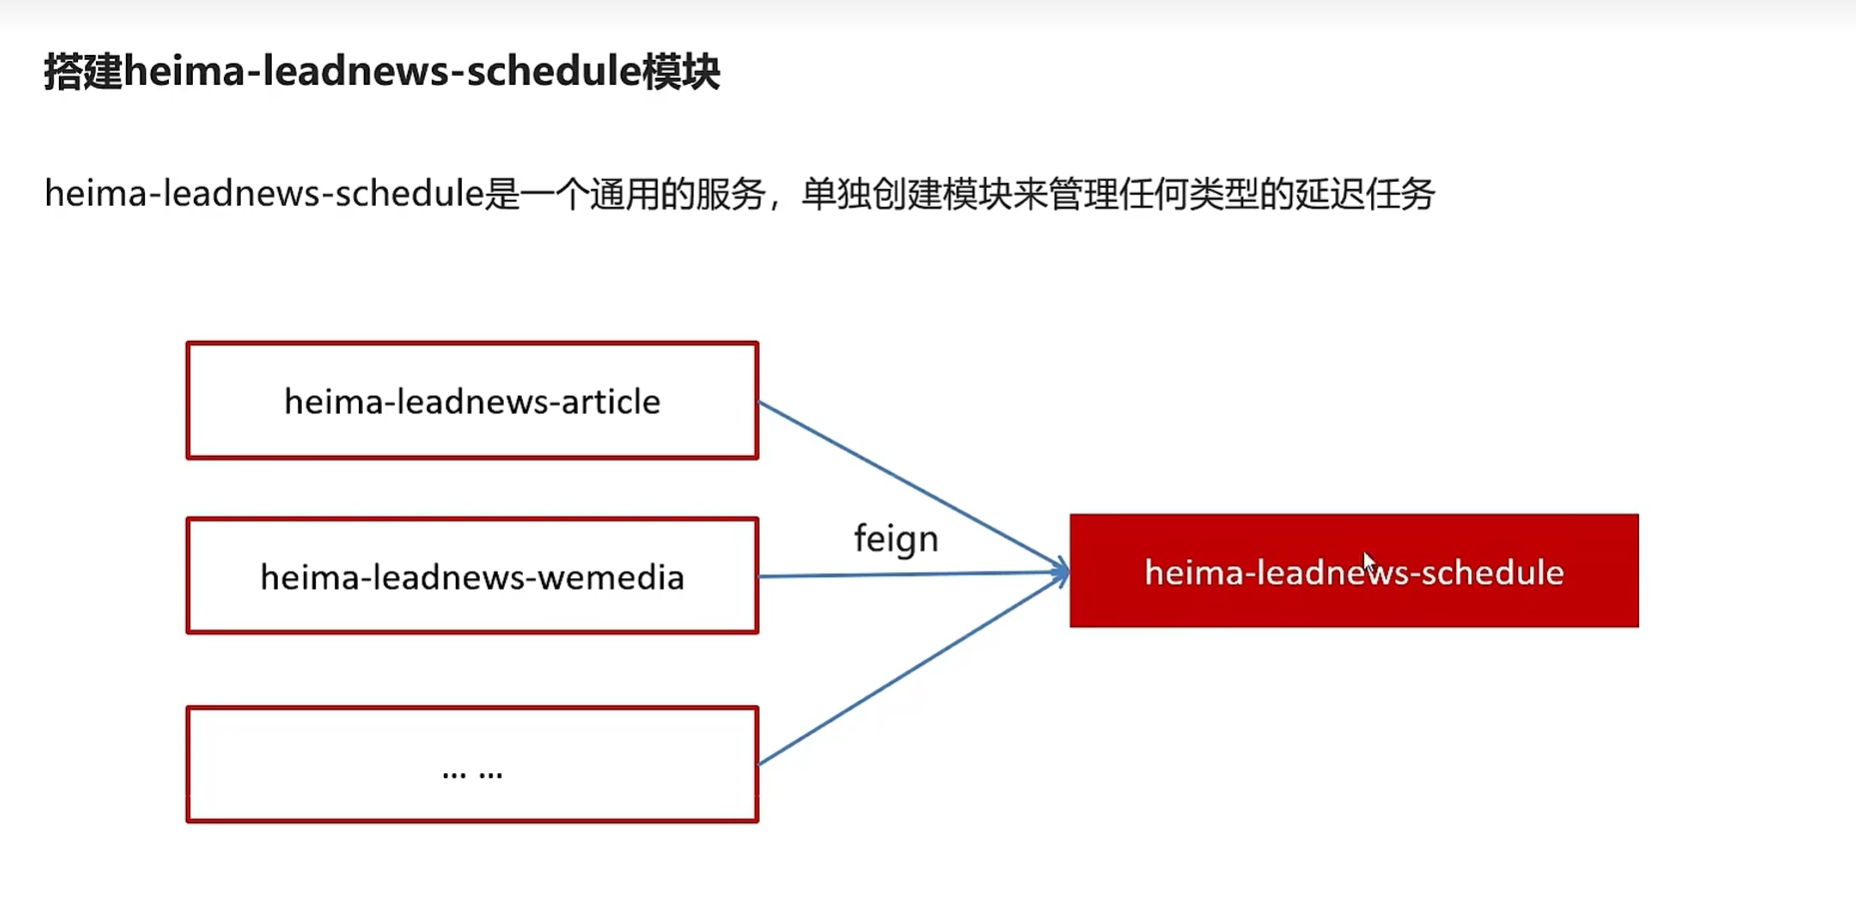 搭建heima-leadnews-schedule模块
heima-leadnews-schedule是一个通用的服务，单独创建模块来管理任何类型的延迟任务
heima-leadnews-article
feign
heima-leadnews-wemedia
heima-leadnews-schedule
... ...